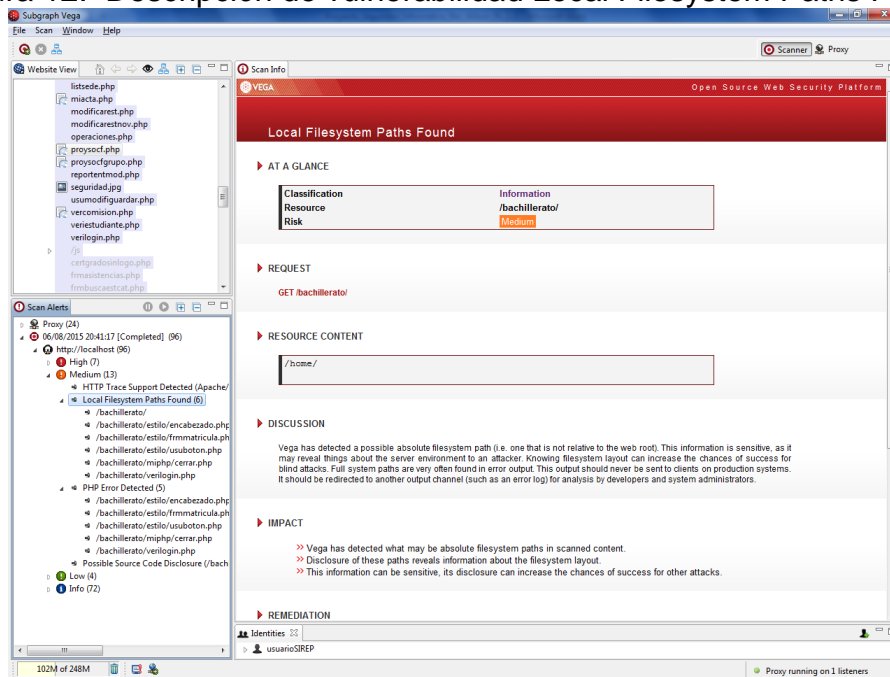 Descripción de vulnerabilidad Local Filesystem Paths
Subgraph Vega
File Scan Window Help
Scanner Proxy
Website View
listsede.php
miacta.php
modificarest.php
modificarestnov.php
operaciones.php
proysocf.php
proysocfgrupo.php
reportentmod.php
seguridad.jpg
usumodifiguardar.php
vercomision.php
veriestudiante.php
verilogin.php
/js
certgradosinlogo.php
frmasistencias.php
frmbuscaestcat.php
Scan Alerts
Proxy (24)
06/08/2015 20:41:17 [Completed] (96)
http://localhost (96)
High (7)
Medium (13)
HTTP Trace Support Detected (Apache/
Local Filesystem Paths Found (6)
/bachillerato/
/bachillerato/estilo/encabezado.php
/bachillerato/estilo/frmmatricula.ph
/bachillerato/estilo/usuboton.php
/bachillerato/miphp/cerrar.php
/bachillerato/verilogin.php
PHP Error Detected (5)
/bachillerato/estilo/encabezado.php
/bachillerato/estilo/frmmatricula.ph
/bachillerato/estilo/usuboton.php
/bachillerato/miphp/cerrar.php
/bachillerato/verilogin.php
Possible Source Code Disclosure (/bach
Low (4)
Info (72)
Scan Info
VEGA Open Source Web Security Platform
Local Filesystem Paths Found
AT A GLANCE
Classification Information
Resource /bachillerato/
Risk Medium
REQUEST
GET /bachillerato/
RESOURCE CONTENT
/home/
DISCUSSION
Vega has detected a possible absolute filesystem path (i.e. one that is not relative to the web root). This information is sensitive, as it
may reveal things about the server environment to an attacker. Knowing filesystem layout can increase the chances of success for
blind attacks. Full system paths are very often found in error output. This output should never be sent to clients on production systems.
It should be redirected to another output channel (such as an error log) for analysis by developers and system administrators.
IMPACT
>> Vega has detected what may be absolute filesystem paths in scanned content.
>> Disclosure of these paths reveals information about the filesystem layout.
>> This information can be sensitive, its disclosure can increase the chances of success for other attacks.
REMEDIATION
Identities
usuarioSIREP
102M of 248M
Proxy running on 1 listeners